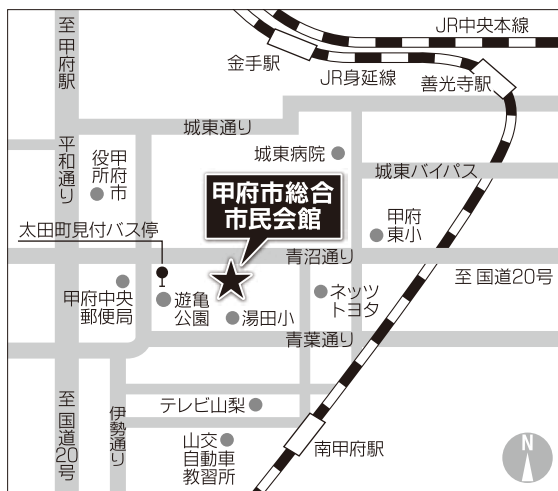 至 甲府駅
JR中央本線
金手駅
JR身延線
善光寺駅
城東通り
平和通り
甲府市
役所
城東病院
城東バイパス
甲府市総合
市民会館
太田町見付バス停
甲府
東小
青沼通り
至 国道20号
甲府中央
郵便局
遊亀
公園
湯田小
ネッツ
トヨタ
青葉通り
至 国道20号
伊勢通り
テレビ山梨
山交
自動車
教習所
南甲府駅
N